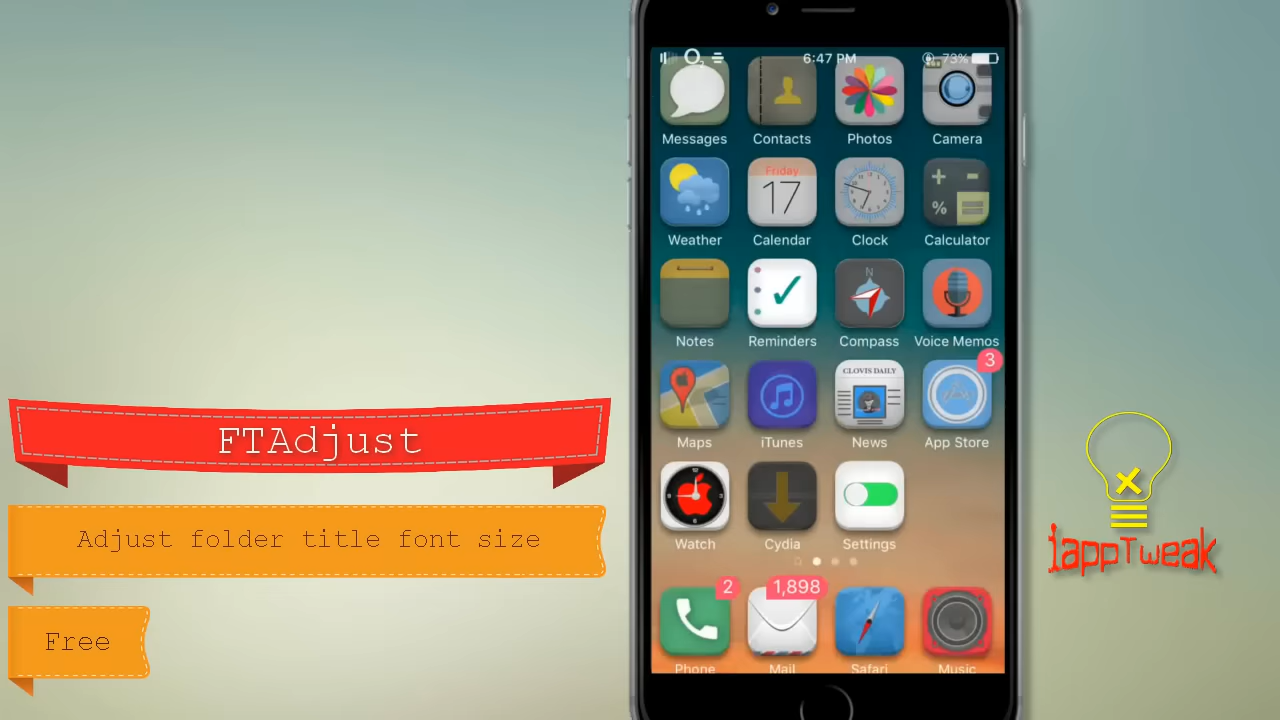 6:47 PM 73%
Messages Contacts Photos Camera
Friday
17
Weather Calendar Clock Calculator
N
Notes Reminders Compass Voice Memos
3
CLOVIS DAILY
Maps iTunes News App Store
Watch Cydia Settings
2 1,898
Phone Mail Safari Music
FTAdjust
Adjust folder title font size
Free
iappTweak